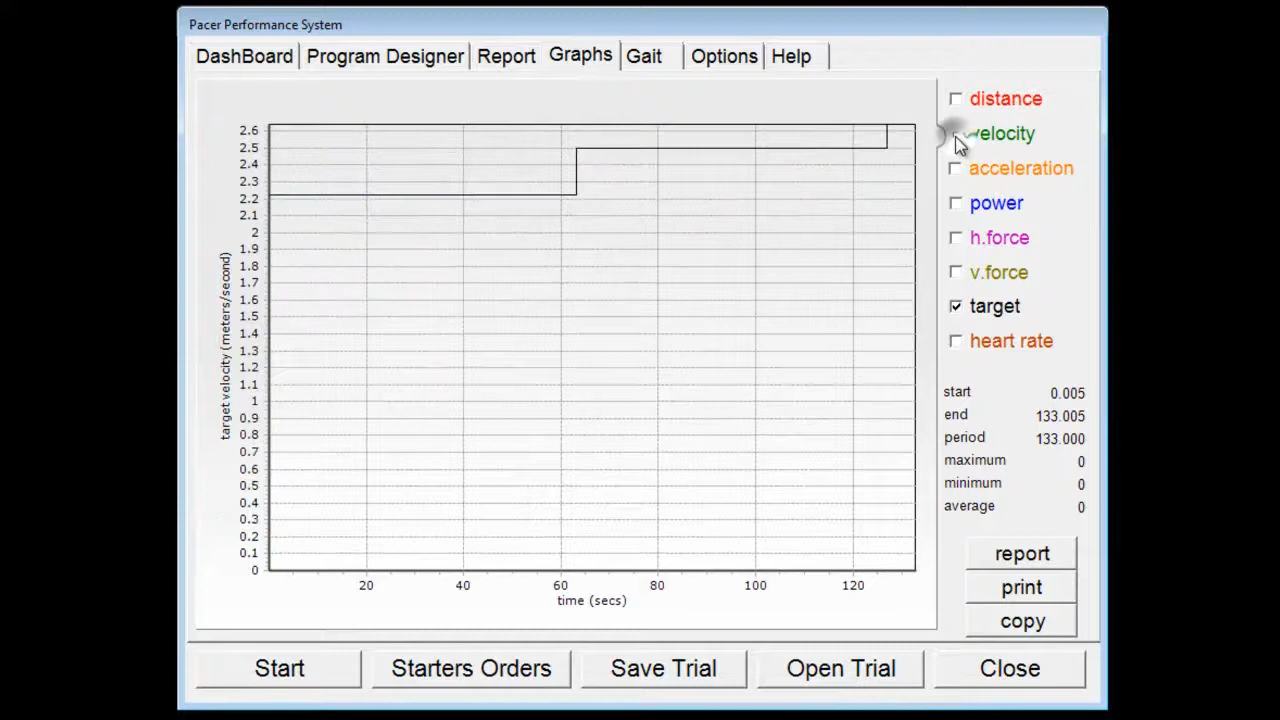 Pacer Performance System
DashBoard Program Designer Report Graphs Gait Options Help
distance
velocity
acceleration
power
h.force
v.force
target
heart rate
start 0.005
end 133.005
period 133.000
maximum 0
minimum 0
average 0
report
print
copy
target velocity (meters/second)
2.6
2.5
2.4
2.3
2.2
2.1
2
1.9
1.8
1.7
1.6
1.5
1.4
1.3
1.2
1.1
1
0.9
0.8
0.7
0.6
0.5
0.4
0.3
0.2
0.1
0
20 40 60 80 100 120
time (secs)
Start Starters Orders Save Trial Open Trial Close